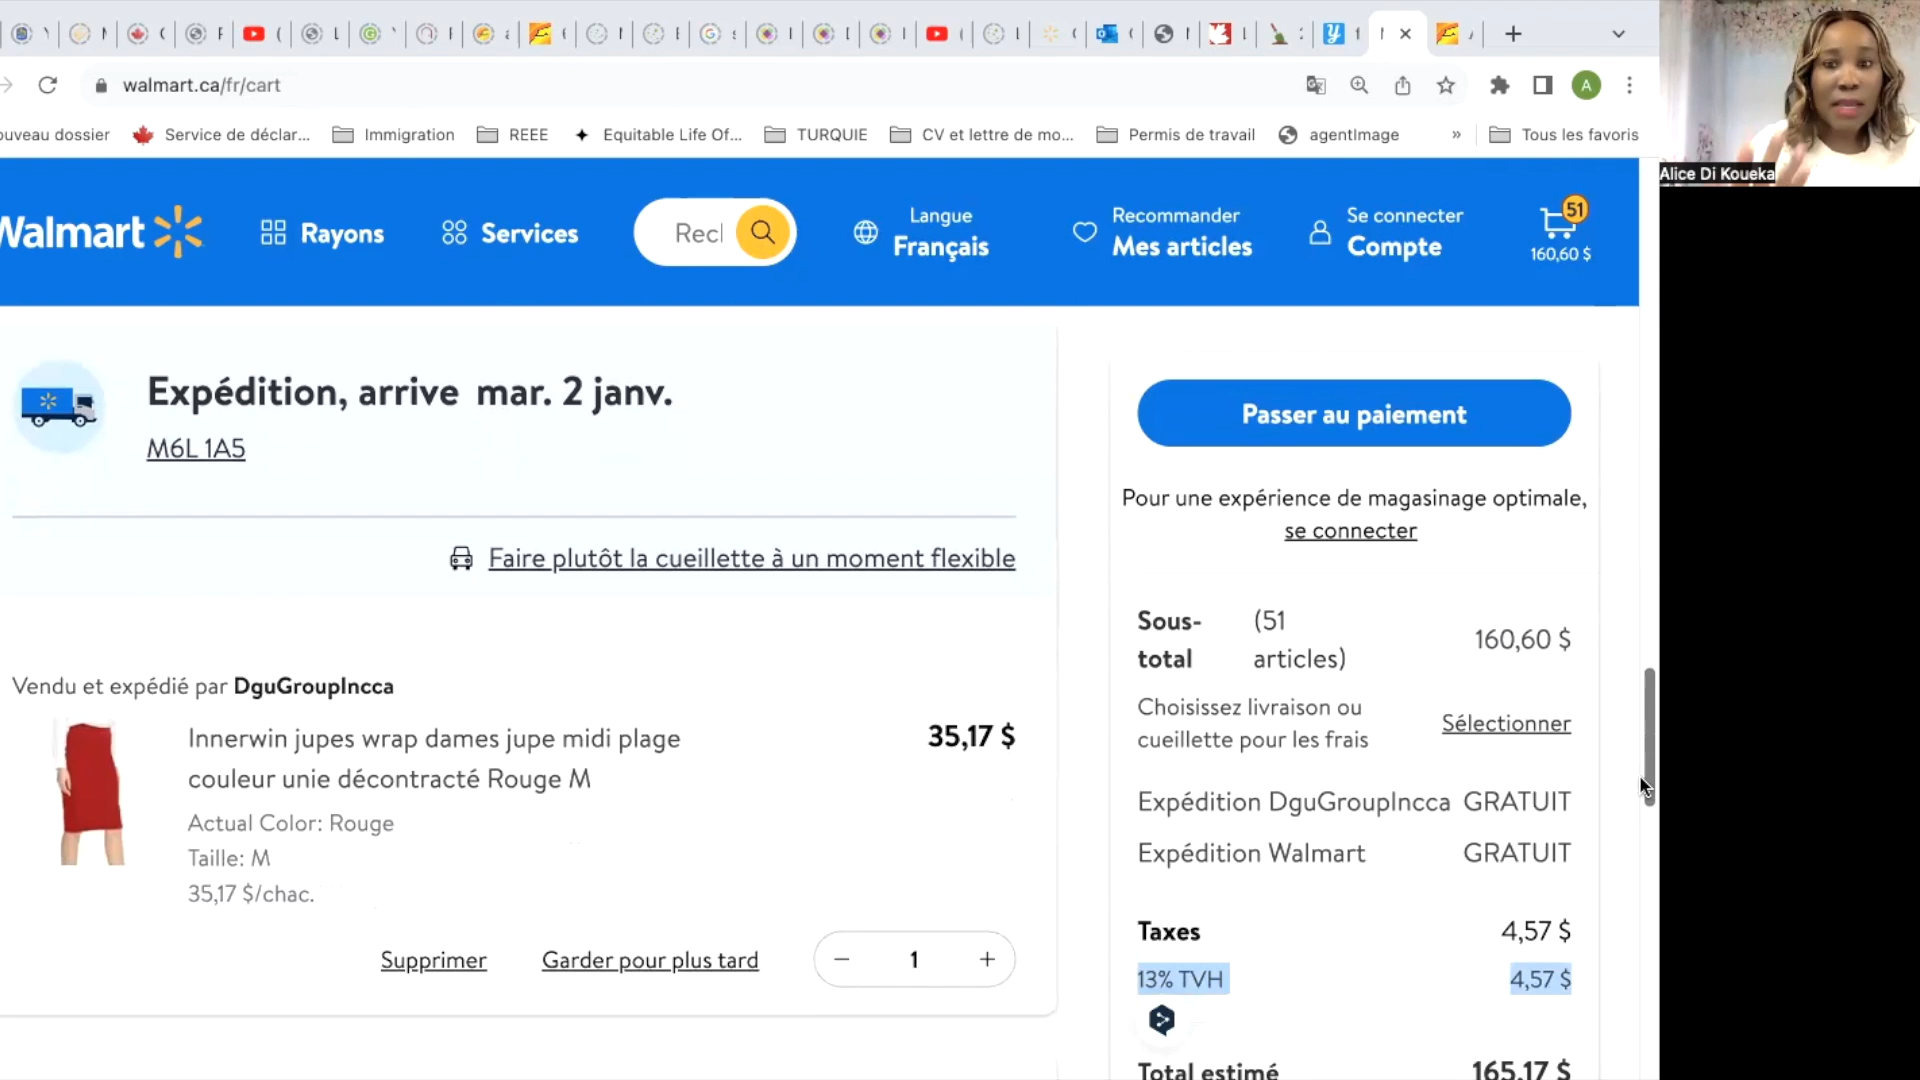 walmart.ca/fr/cart
A
ouveau dossier
Service de déclar...
Immigration
REEE
Equitable Life Of...
TURQUIE
CV et lettre de mo...
Permis de travail
agentImage
»
Tous les favoris
Alice Di Koueka
Walmart
Rayons
Services
Recl
Langue
Français
Recommander
Mes articles
Se connecter
Compte
51
160,60 $
Expédition, arrive mar. 2 janv.
M6L 1A5
Faire plutôt la cueillette à un moment flexible
Vendu et expédié par DguGroupIncca
Innerwin jupes wrap dames jupe midi plage
couleur unie décontracté Rouge M
35,17 $
Actual Color: Rouge
Taille: M
35,17 $/chac.
Supprimer
Garder pour plus tard
− 1 +
Passer au paiement
Pour une expérience de magasinage optimale,
se connecter
Sous-
total
(51
articles)
160,60 $
Choisissez livraison ou
cueillette pour les frais
Sélectionner
Expédition DguGroupIncca GRATUIT
Expédition Walmart GRATUIT
Taxes 4,57 $
13% TVH 4,57 $
Total estimé 165,17 $